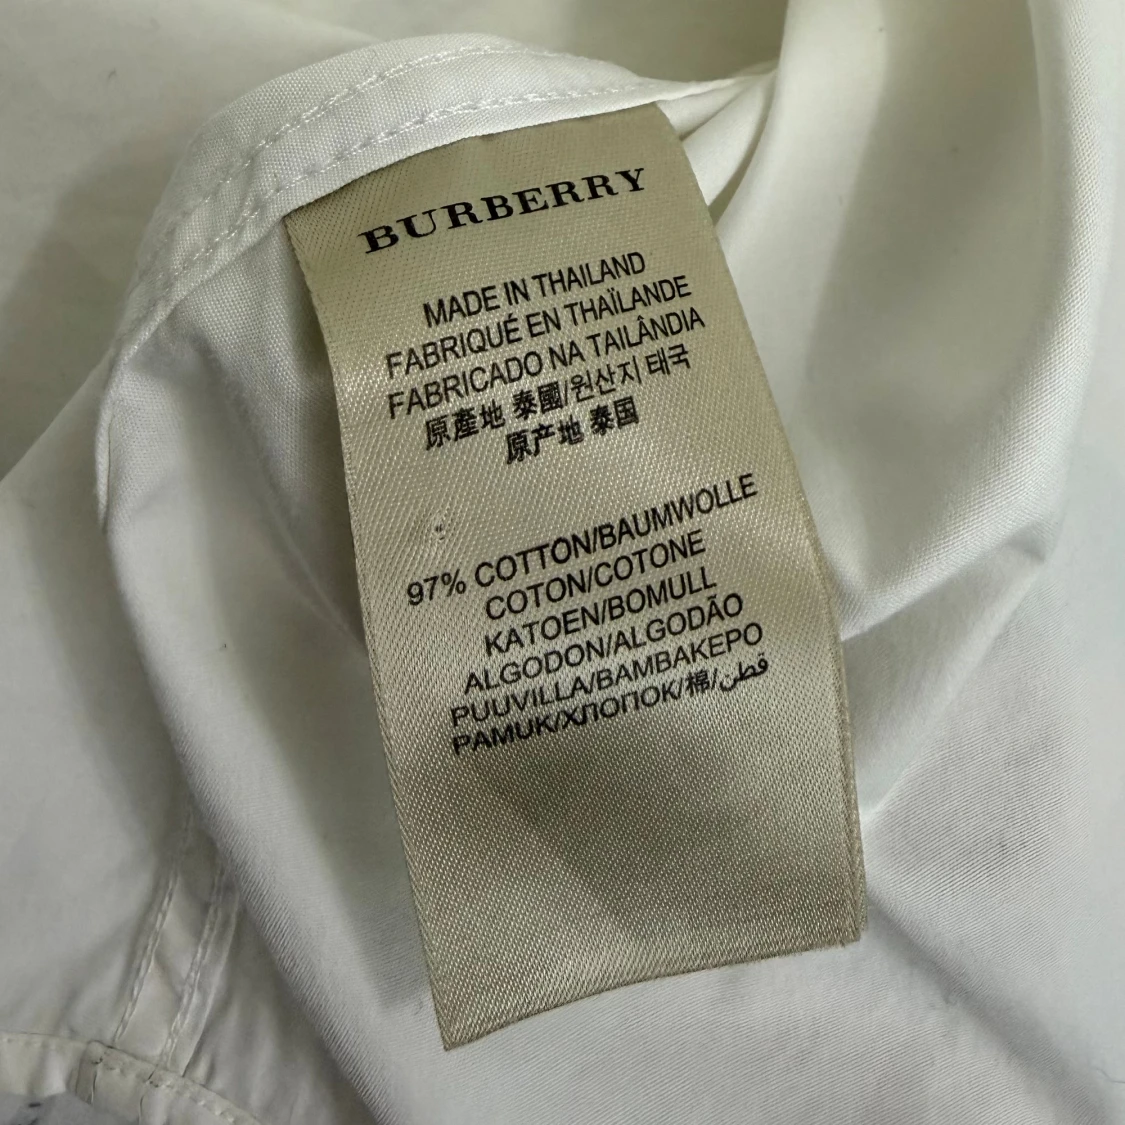 BURBERRY
MADE IN THAILAND
FABRIQUÉ EN THAÏLANDE
FABRICADO NA TAILÂNDIA
原產地 泰國/원산지 태국
原产地 泰国
97% COTTON/BAUMWOLLE
COTON/COTONE
KATOEN/BOMULL
ALGODON/ALGODÃO
PUUVILLA/BAMBAKEPO
PAMUK/ХЛОПОК/棉/قطن